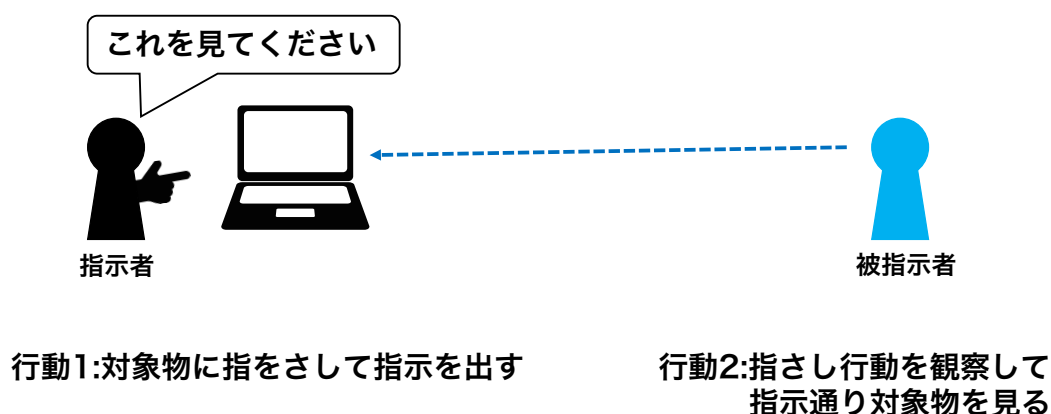 これを見てください
指示者
被指示者
行動1:対象物に指をさして指示を出す
行動2:指さし行動を観察して
指示通り対象物を見る